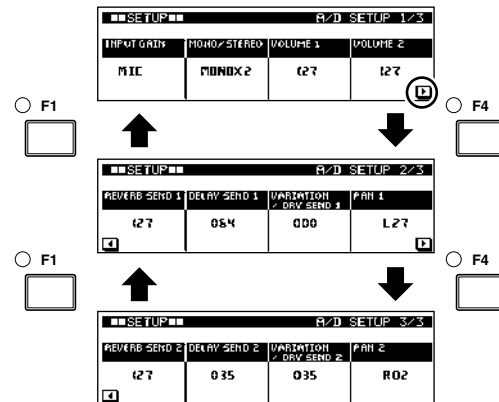 ■■SETUP■■ A/D SETUP 1/3
INPUT GAIN MONO/STEREO VOLUME 1 VOLUME 2
MIC MONOX2 127 127
F1 F4
■■SETUP■■ A/D SETUP 2/3
REVERB SEND 1 DELAY SEND 1 VARIATION / DRY SEND 1 PAN 1
127 064 000 L27
F1 F4
■■SETUP■■ A/D SETUP 3/3
REVERB SEND 2 DELAY SEND 2 VARIATION / DRY SEND 2 PAN 2
127 035 035 R02